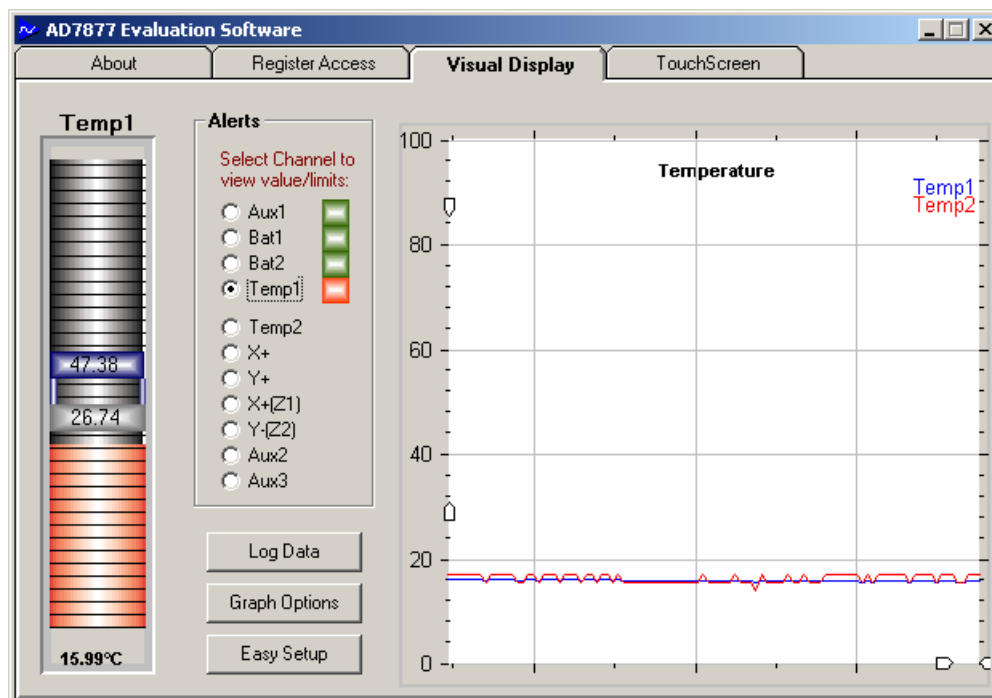 AD7877 Evaluation Software
About
Register Access
Visual Display
TouchScreen
Temp1
47.38
26.74
15.99°C
Alerts
Select Channel to
view value/limits:
Aux1
Bat1
Bat2
Temp1
Temp2
X+
Y+
X+(Z1)
Y-(Z2)
Aux2
Aux3
Log Data
Graph Options
Easy Setup
Temperature
Temp1
Temp2
100
80
60
40
20
0